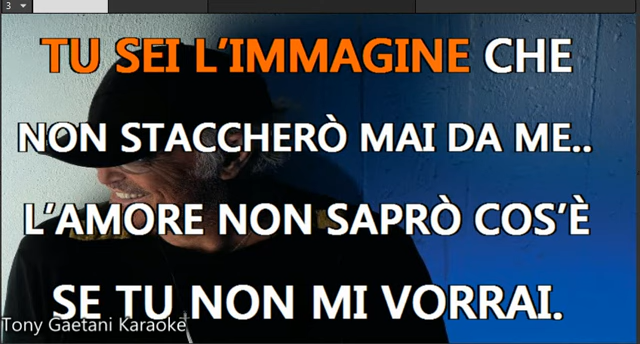 3
TU SEI L'IMMAGINE CHE
NON STACCHERÒ MAI DA ME..
L'AMORE NON SAPRÒ COS'È
SE TU NON MI VORRAI.
Tony Gaetani Karaoke